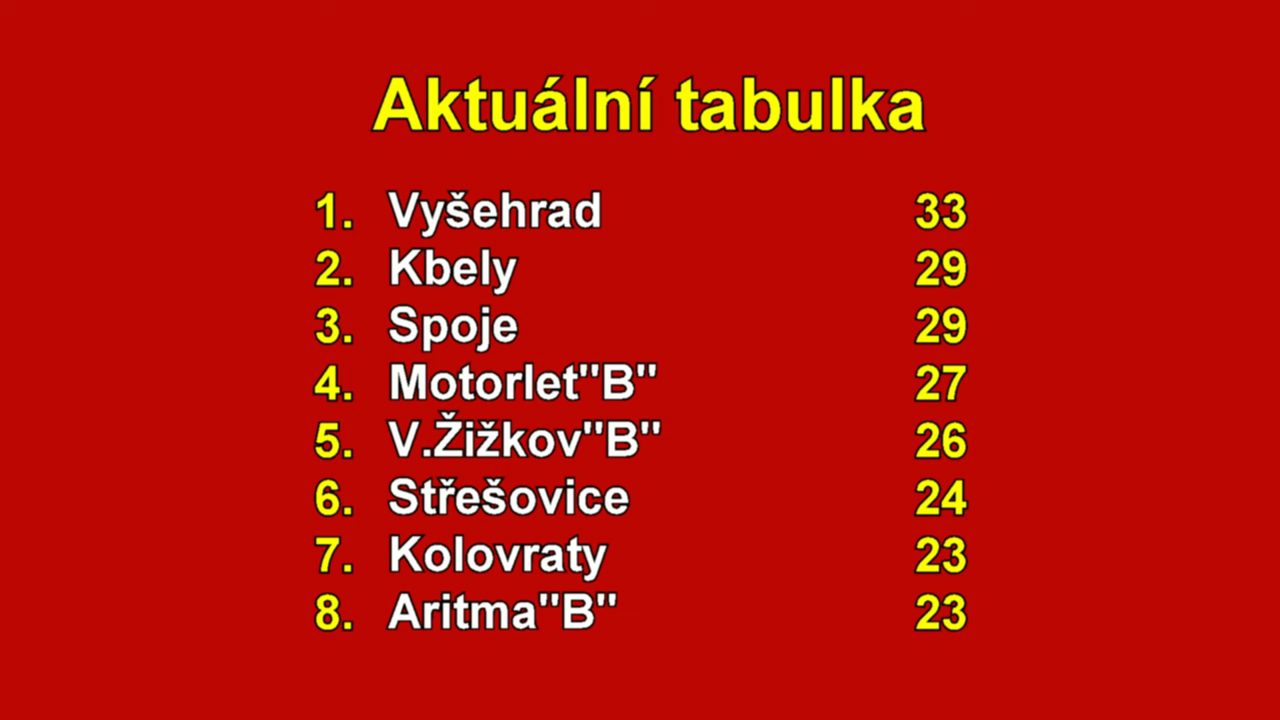 Aktuální tabulka
1. Vyšehrad 33
2. Kbely 29
3. Spoje 29
4. Motorlet"B" 27
5. V.Žižkov"B" 26
6. Střešovice 24
7. Kolovraty 23
8. Aritma"B" 23